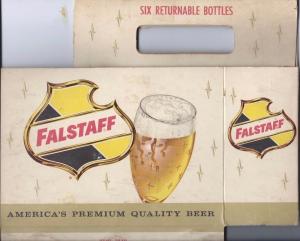 SIX RETURNABLE BOTTLES
FALSTAFF
FALSTAFF
AMERICA'S PREMIUM QUALITY BEER